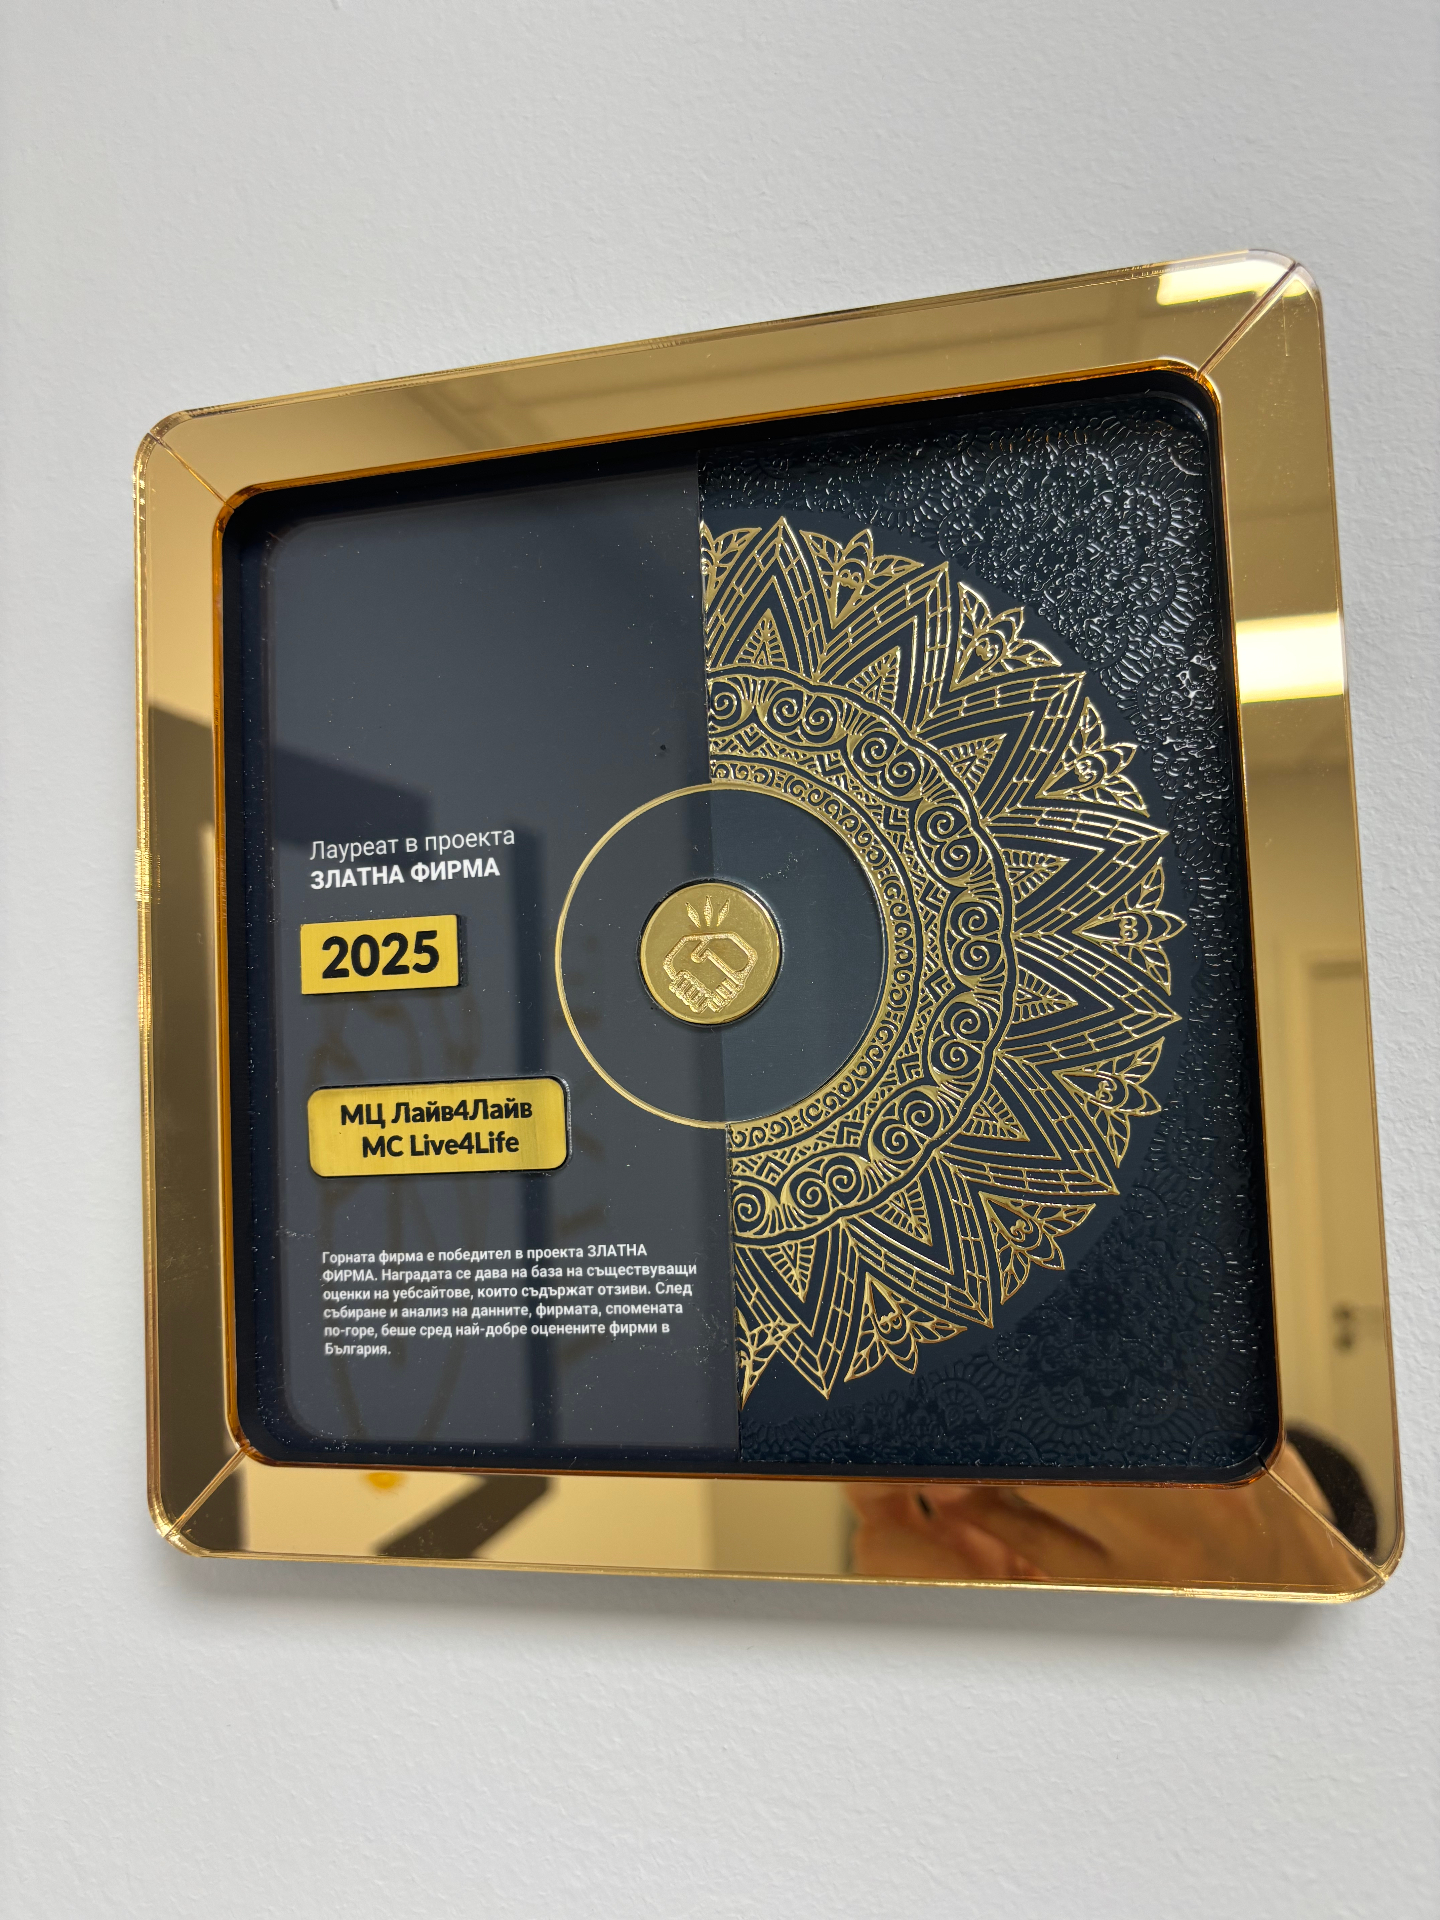 Лауреат в проекта
ЗЛАТНА ФИРМА
2025
МЦ Лайв4Лайв
MC Live4Life
Горната фирма е победител в проекта ЗЛАТНА
ФИРМА. Наградата се дава на база на съществуващи
оценки на уебсайтове, които съдържат отзиви. След
събиране и анализ на данните, фирмата, спомената
по-горе, беше сред най-добре оценените фирми в
България.